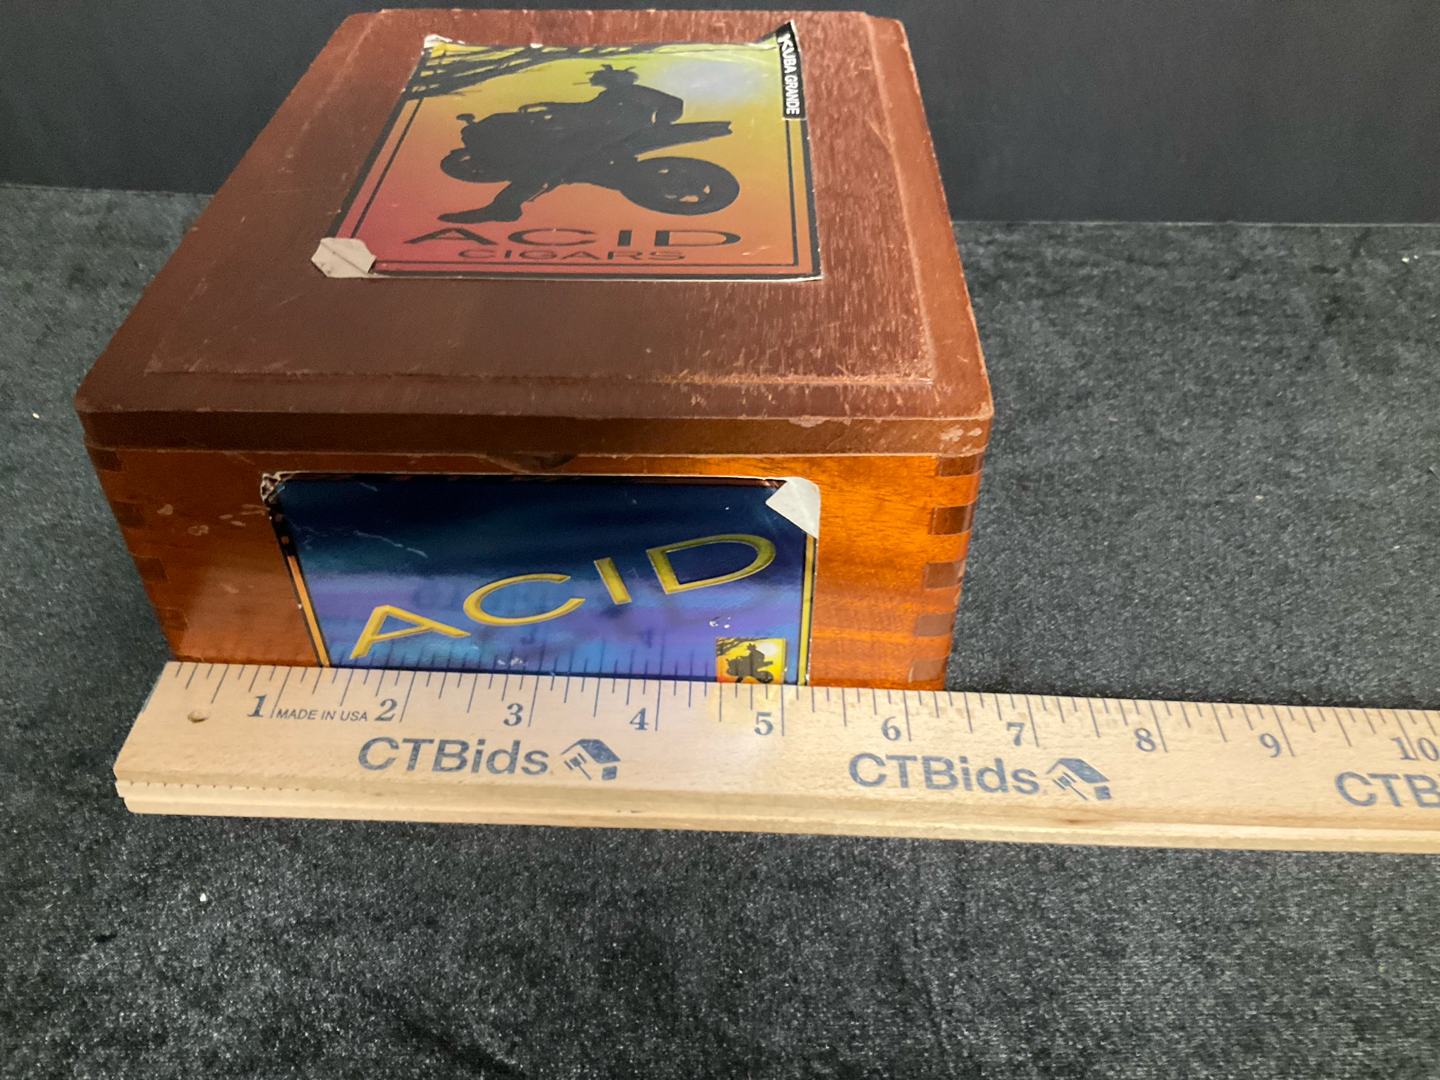 KUBA GRANDE
ACID
CIGARS
ACID
1 MADE IN USA 2 3 4 5 6 7 8 9 10
CTBids CTBids CTB